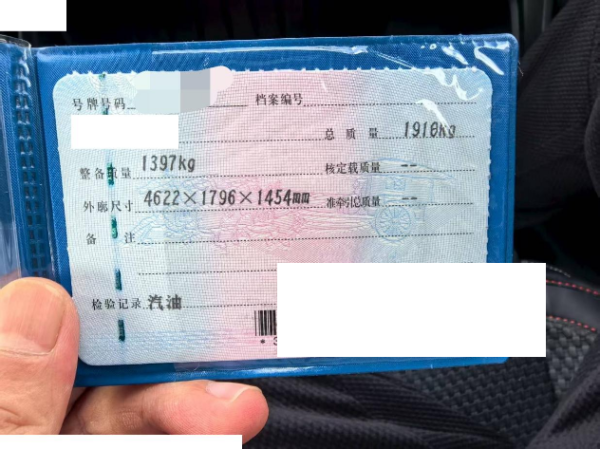 号牌号码 档案编号
总质量 1910kg
整备质量 1397kg 核定载质量 --
外廓尺寸 4622×1796×1454mm 准牵引总质量 --
备注
检验记录 汽油